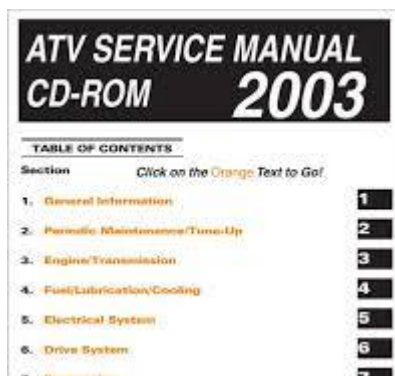 ATV SERVICE MANUAL
CD-ROM 2003
TABLE OF CONTENTS
Section Click on the Orange Text to Go!
1. General Information 1
2. Periodic Maintenance/Tune-Up 2
3. Engine/Transmission 3
4. Fuel/Lubrication/Cooling 4
5. Electrical System 5
6. Drive System 6